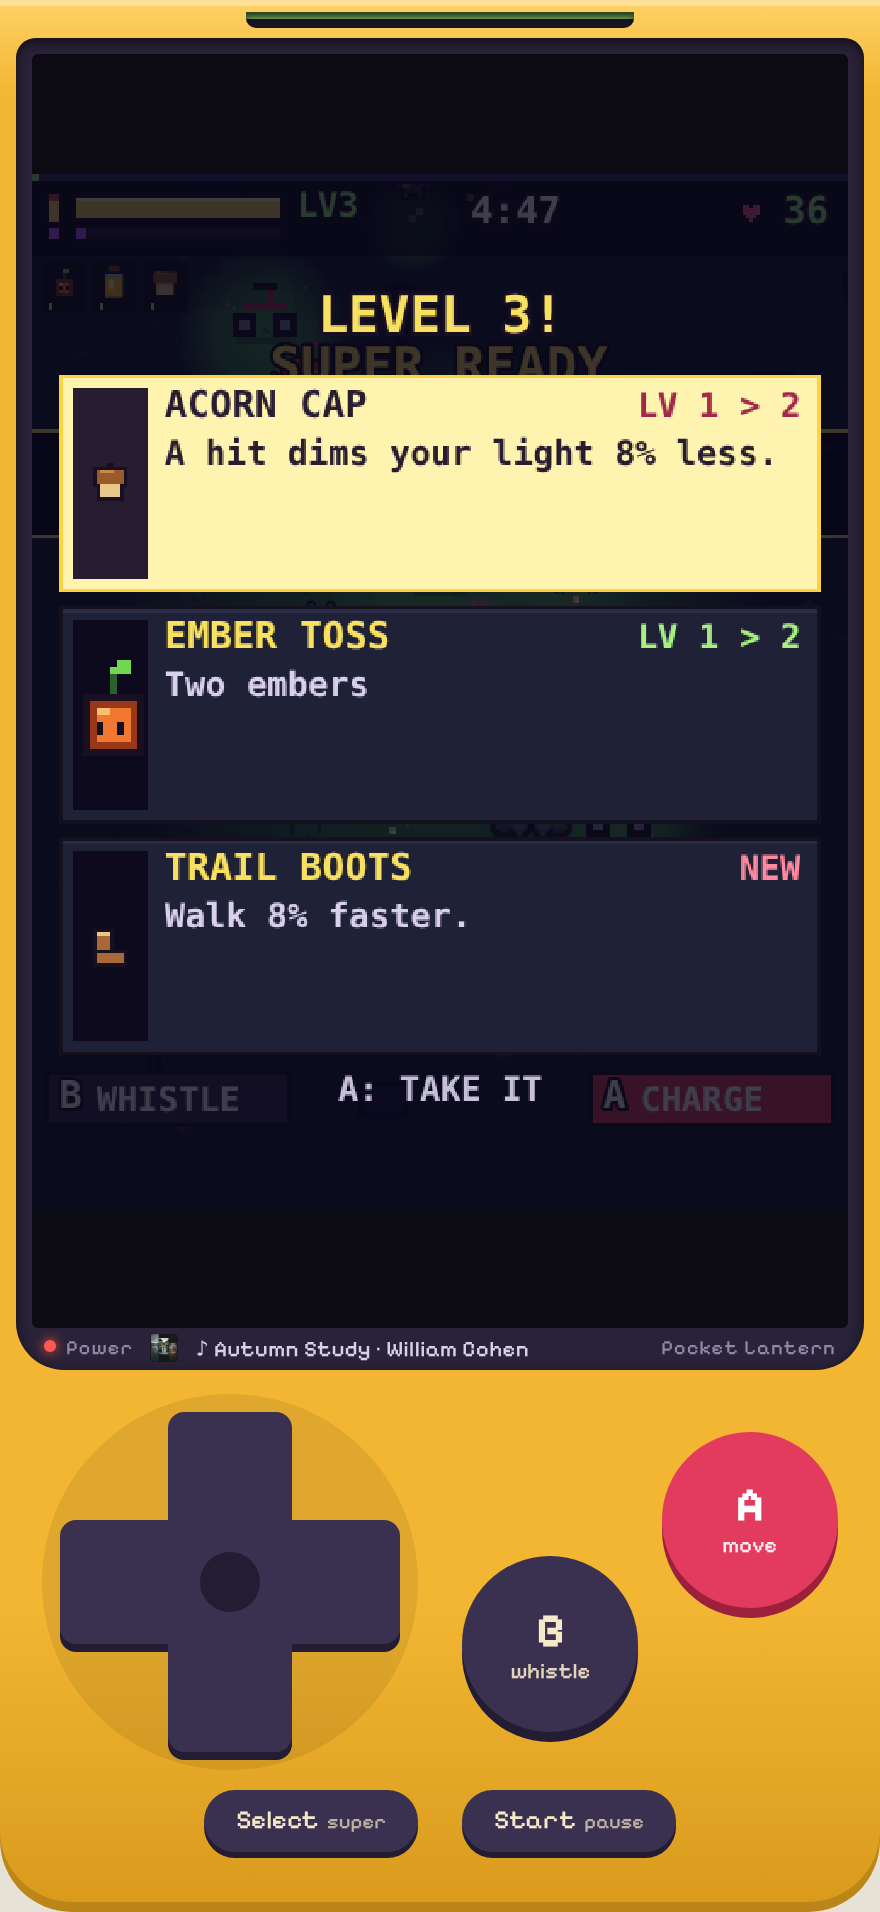 LV3 4:47 36
LEVEL 3!
SUPER READY
ACORN CAP LV 1 > 2
A hit dims your light 8% less.
EMBER TOSS LV 1 > 2
Two embers
TRAIL BOOTS NEW
Walk 8% faster.
B WHISTLE A: TAKE IT A CHARGE
Power ♪ Autumn Study · William Cohen Pocket Lantern
A
move
B
whistle
Select super Start pause